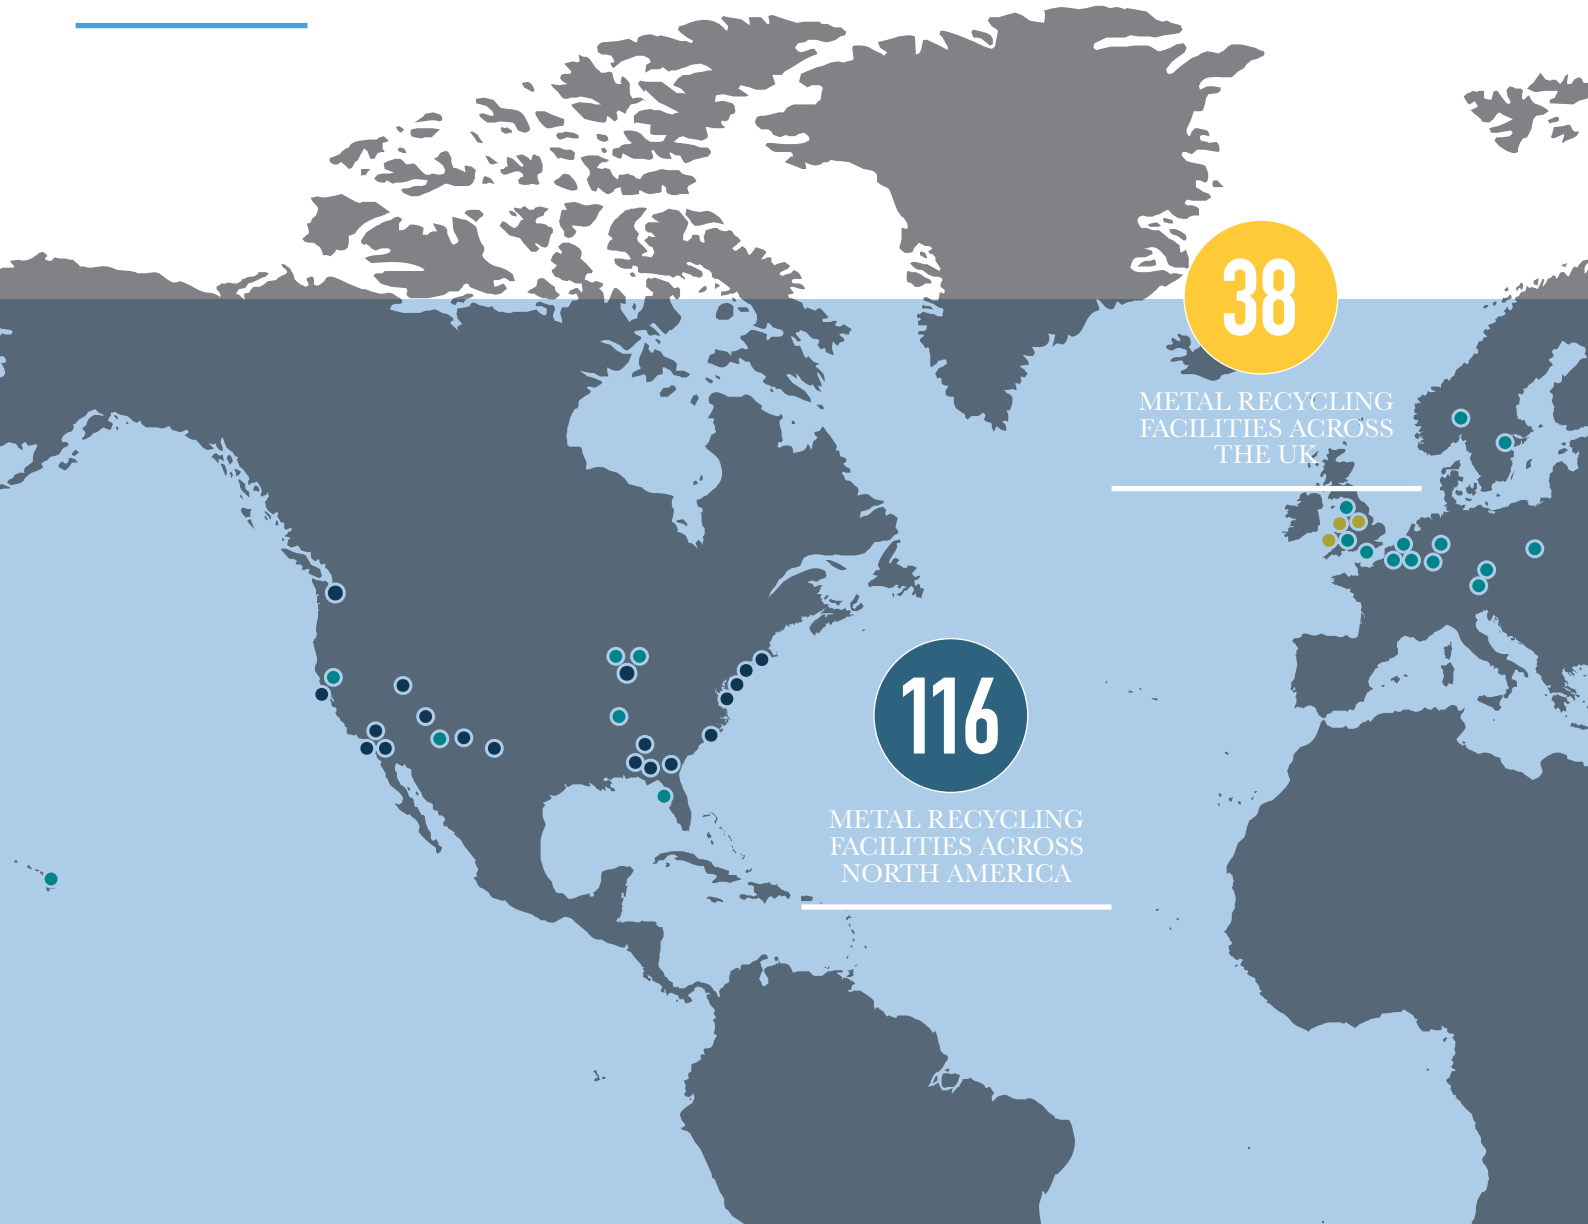 38
METAL RECYCLING
FACILITIES ACROSS
THE UK
116
METAL RECYCLING
FACILITIES ACROSS
NORTH AMERICA